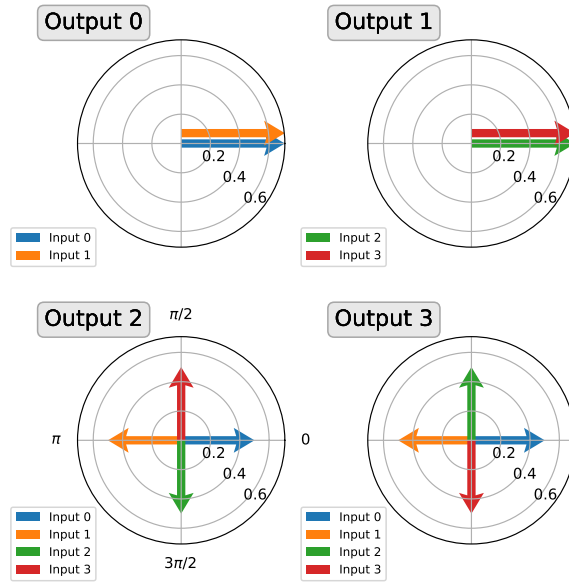 Output 0
Output 1
0.2
0.4
0.6
0.2
0.4
0.6
Input 0
Input 1
Input 2
Input 3
Output 2
π/2
Output 3
π
0
0.2
0.4
0.6
0.2
0.4
0.6
Input 0
Input 1
Input 2
Input 3
3π/2
Input 0
Input 1
Input 2
Input 3